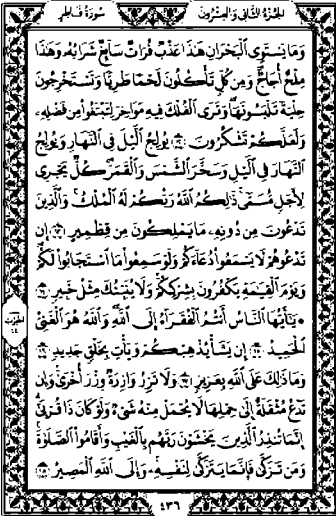 الجزء الثاني والعشرون سورة فاطر
وَمَا يَسْتَوِي الْبَحْرَانِ هَٰذَا عَذْبٌ فُرَاتٌ سَائِغٌ شَرَابُهُ وَهَٰذَا
مِلْحٌ أُجَاجٌ وَمِن كُلٍّ تَأْكُلُونَ لَحْمًا طَرِيًّا وَتَسْتَخْرِجُونَ
حِلْيَةً تَلْبَسُونَهَا وَتَرَى الْفُلْكَ فِيهِ مَوَاخِرَ لِتَبْتَغُوا مِن فَضْلِهِ
وَلَعَلَّكُمْ تَشْكُرُونَ ١٢ يُولِجُ اللَّيْلَ فِي النَّهَارِ وَيُولِجُ
النَّهَارَ فِي اللَّيْلِ وَسَخَّرَ الشَّمْسَ وَالْقَمَرَ كُلٌّ يَجْرِي
لِأَجَلٍ مُّسَمًّى ذَٰلِكُمُ اللَّهُ رَبُّكُمْ لَهُ الْمُلْكُ وَالَّذِينَ
تَدْعُونَ مِن دُونِهِ مَا يَمْلِكُونَ مِن قِطْمِيرٍ ١٣ إِن
تَدْعُوهُمْ لَا يَسْمَعُوا دُعَاءَكُمْ وَلَوْ سَمِعُوا مَا اسْتَجَابُوا لَكُمْ
وَيَوْمَ الْقِيَامَةِ يَكْفُرُونَ بِشِرْكِكُمْ وَلَا يُنَبِّئُكَ مِثْلُ خَبِيرٍ ١٤
يَا أَيُّهَا النَّاسُ أَنتُمُ الْفُقَرَاءُ إِلَى اللَّهِ وَاللَّهُ هُوَ الْغَنِيُّ
الْحَمِيدُ ١٥ إِن يَشَأْ يُذْهِبْكُمْ وَيَأْتِ بِخَلْقٍ جَدِيدٍ ١٦
وَمَا ذَٰلِكَ عَلَى اللَّهِ بِعَزِيزٍ ١٧ وَلَا تَزِرُ وَازِرَةٌ وِزْرَ أُخْرَىٰ وَإِن
تَدْعُ مُثْقَلَةٌ إِلَىٰ حِمْلِهَا لَا يُحْمَلْ مِنْهُ شَيْءٌ وَلَوْ كَانَ ذَا قُرْبَىٰ
إِنَّمَا تُنذِرُ الَّذِينَ يَخْشَوْنَ رَبَّهُم بِالْغَيْبِ وَأَقَامُوا الصَّلَاةَ
وَمَن تَزَكَّىٰ فَإِنَّمَا يَتَزَكَّىٰ لِنَفْسِهِ وَإِلَى اللَّهِ الْمَصِيرُ ١٨
٤٣٦